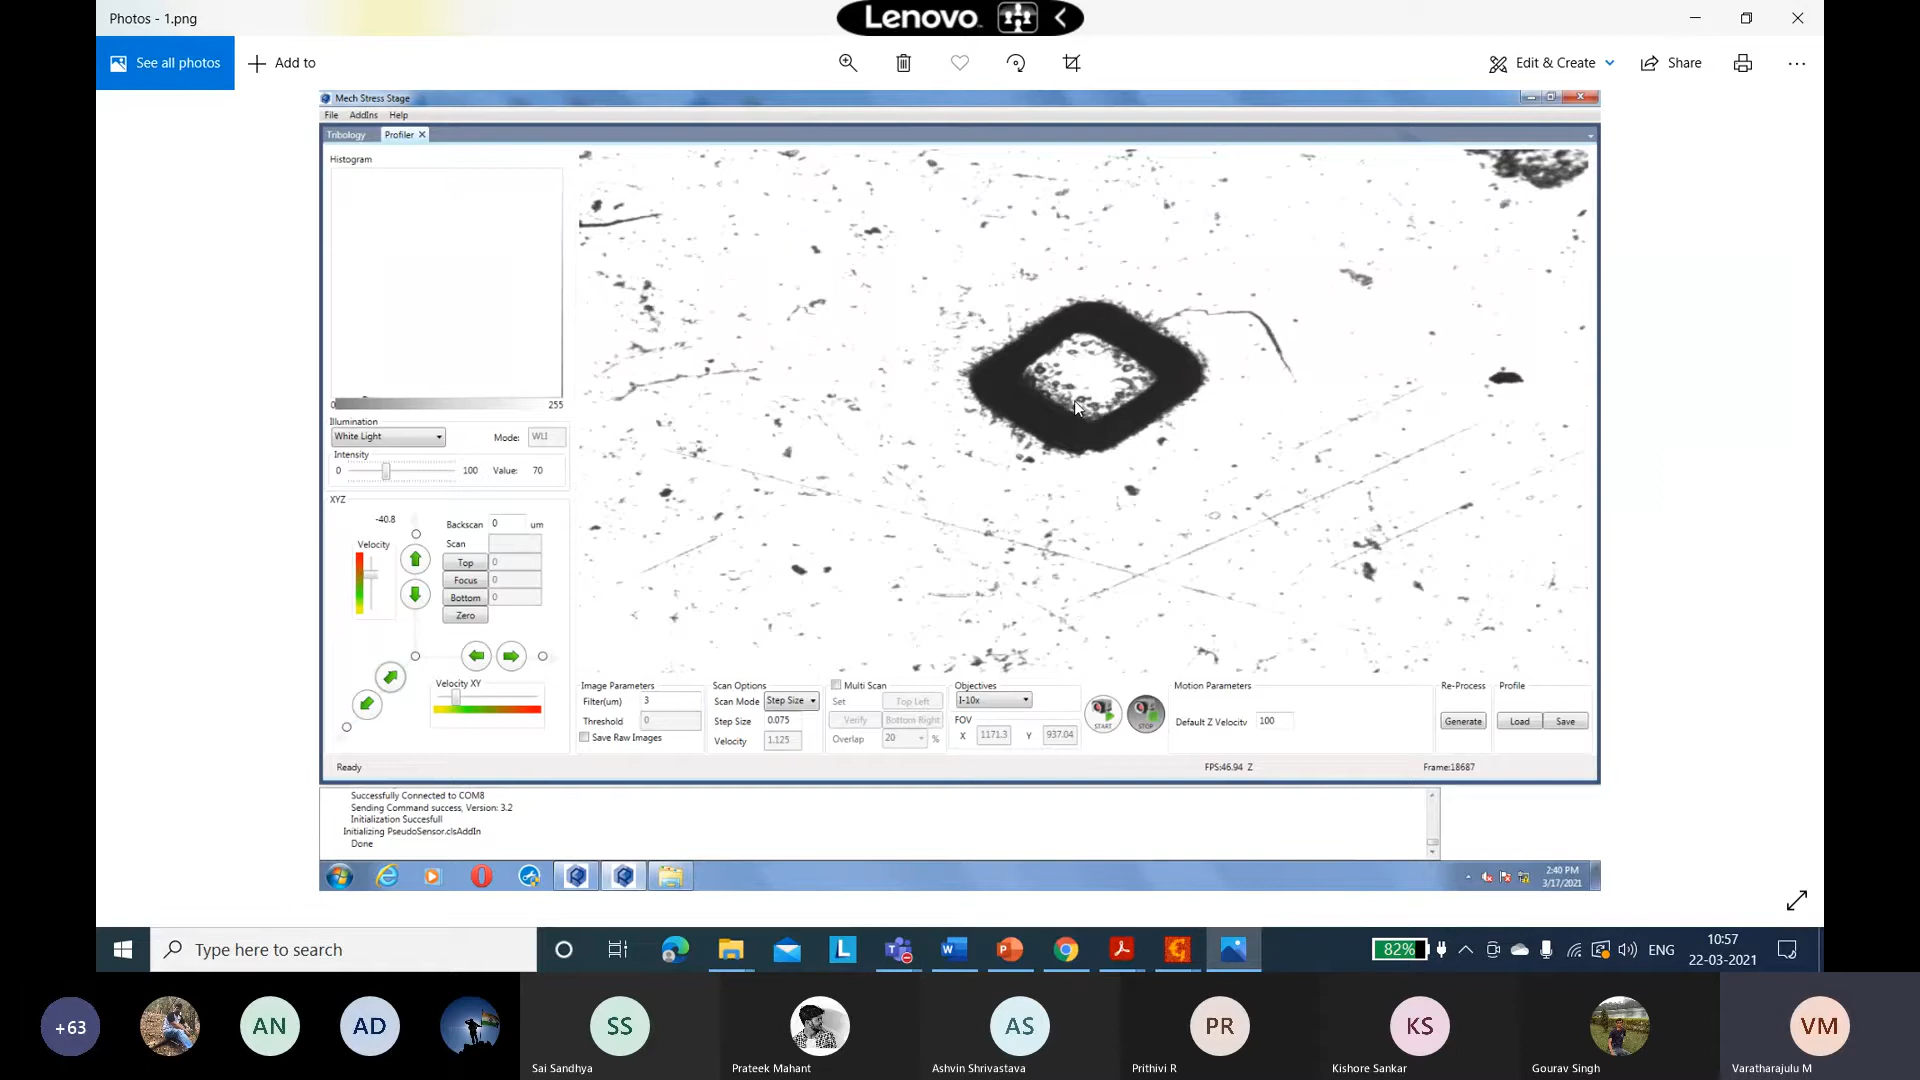 Photos - 1.png
Lenovo
See all photos
Add to
Edit & Create
Share
Mech Stress Stage
File AddIns Help
Tribology Profiler
Histogram
0 255
Illumination
White Light Mode: WLI
Intensity
0 100 Value: 70
XYZ
-40.8
Backscan 0 um
Velocity
Scan
Top 0
Focus 0
Bottom 0
Zero
Velocity XY
Image Parameters
Filter(um) 3
Threshold 0
Save Raw Images
Scan Options
Scan Mode Step Size
Step Size 0.075
Velocity 1.125
Multi Scan
Set Top Left
Verify Bottom Right
Overlap 20 %
Objectives
I-10x
FOV
X 1171.3 Y 937.04
START
STOP
Motion Parameters
Default Z Velocity 100
Re-Process
Generate
Profile
Load Save
Ready FPS:46.94 Z Frame:18687
Successfully Connected to COM8
Sending Command success, Version: 3.2
Initialization Succesfull
Initializing PseudoSensor.clsAddIn
Done
2:40 PM
3/17/2021
Type here to search
82%
ENG
10:57
22-03-2021
+63
AN
AD
SS
AS
PR
KS
VM
Sai Sandhya
Prateek Mahant
Ashvin Shrivastava
Prithivi R
Kishore Sankar
Gourav Singh
Varatharajulu M